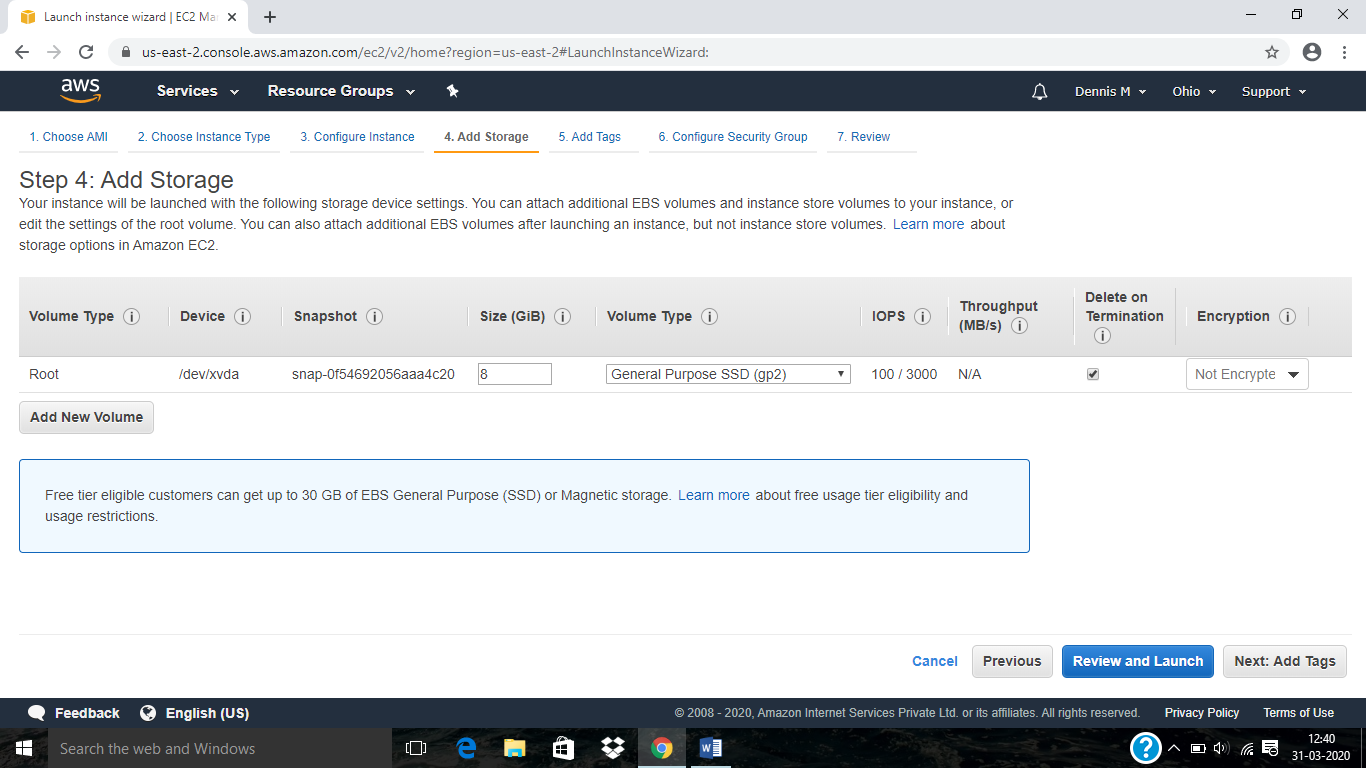 Launch instance wizard | EC2 Ma
us-east-2.console.aws.amazon.com/ec2/v2/home?region=us-east-2#LaunchInstanceWizard:
aws Services Resource Groups Dennis M Ohio Support
1. Choose AMI 2. Choose Instance Type 3. Configure Instance 4. Add Storage 5. Add Tags 6. Configure Security Group 7. Review
Step 4: Add Storage
Your instance will be launched with the following storage device settings. You can attach additional EBS volumes and instance store volumes to your instance, or
edit the settings of the root volume. You can also attach additional EBS volumes after launching an instance, but not instance store volumes. Learn more about
storage options in Amazon EC2.
Volume Type i Device i Snapshot i Size (GiB) i Volume Type i IOPS i Throughput (MB/s) i Delete on Termination i Encryption i
Root /dev/xvda snap-0f54692056aaa4c20 8 General Purpose SSD (gp2) 100 / 3000 N/A Not Encrypte
Add New Volume
Free tier eligible customers can get up to 30 GB of EBS General Purpose (SSD) or Magnetic storage. Learn more about free usage tier eligibility and
usage restrictions.
Cancel Previous Review and Launch Next: Add Tags
Feedback English (US) © 2008 - 2020, Amazon Internet Services Private Ltd. or its affiliates. All rights reserved. Privacy Policy Terms of Use
Search the web and Windows
12:40
31-03-2020